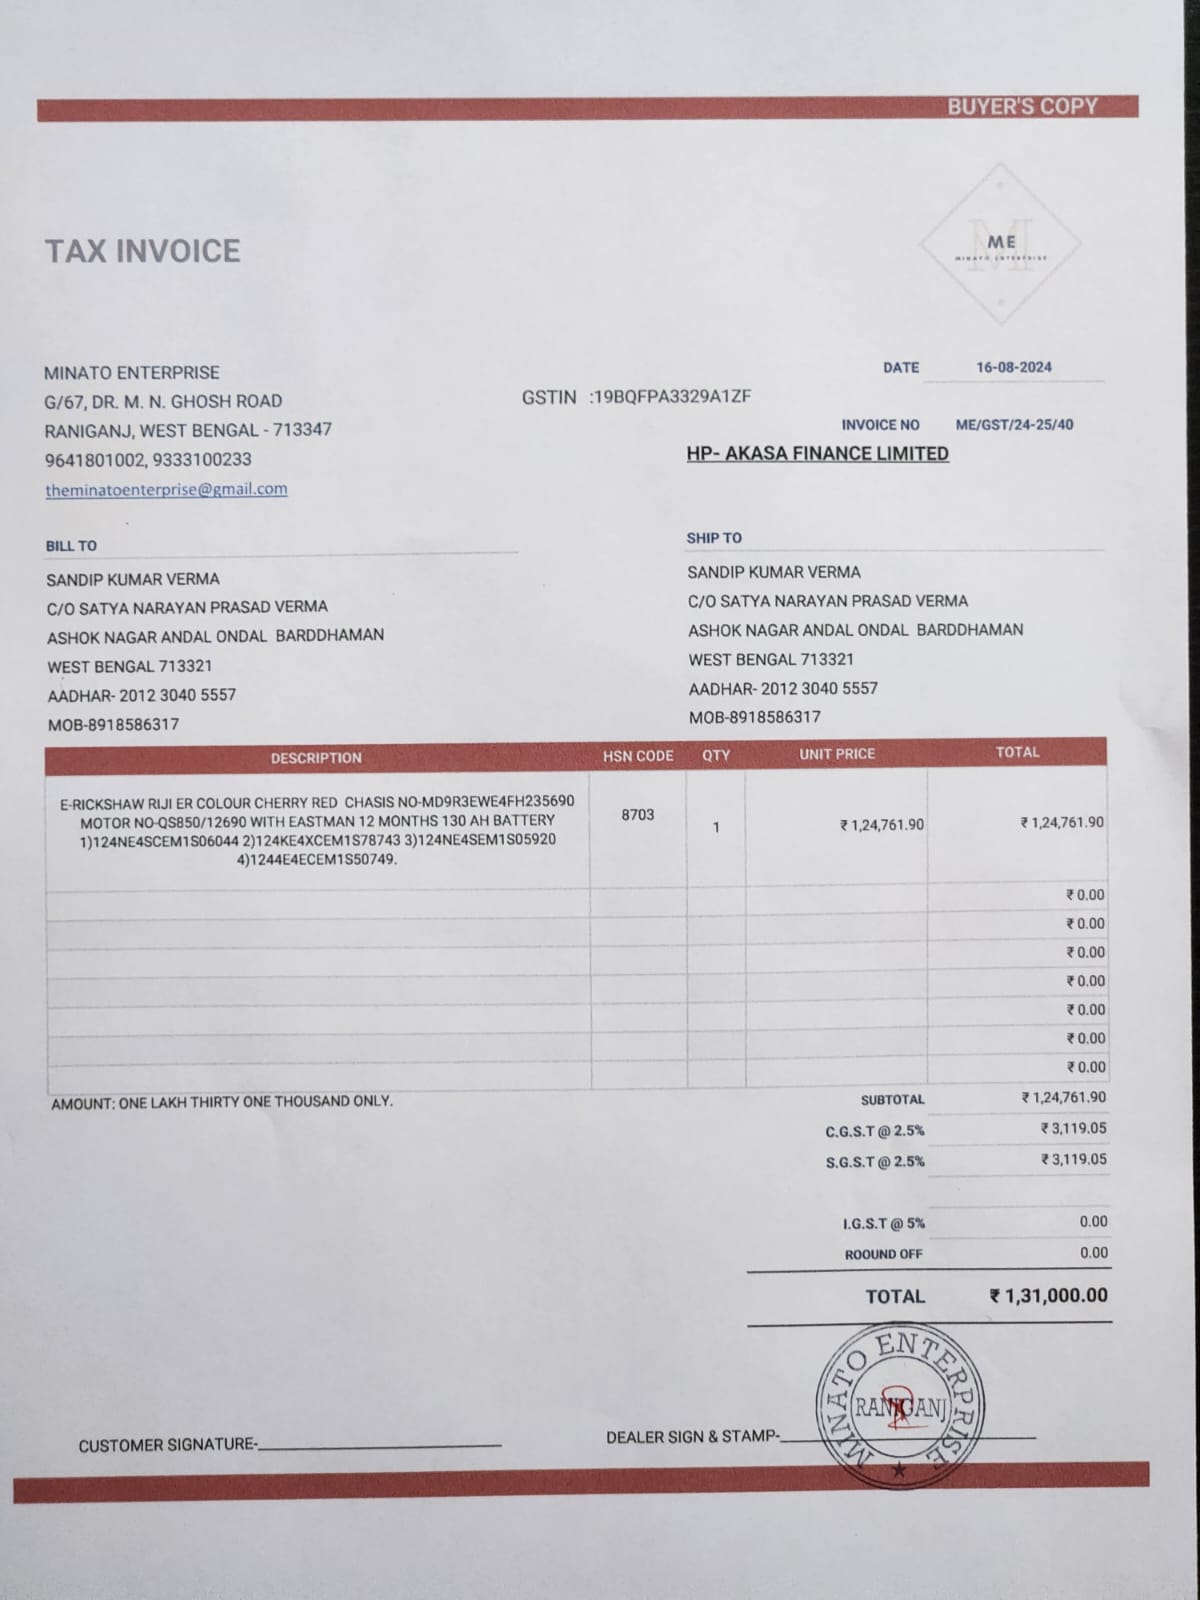 BUYER'S COPY
TAX INVOICE
ME
MINATO ENTERPRISE
MINATO ENTERPRISE
G/67, DR. M. N. GHOSH ROAD
RANIGANJ, WEST BENGAL - 713347
9641801002, 9333100233
theminatoenterprise@gmail.com
GSTIN :19BQFPA3329A1ZF
DATE 16-08-2024
INVOICE NO ME/GST/24-25/40
HP- AKASA FINANCE LIMITED
BILL TO
SANDIP KUMAR VERMA
C/O SATYA NARAYAN PRASAD VERMA
ASHOK NAGAR ANDAL ONDAL BARDDHAMAN
WEST BENGAL 713321
AADHAR- 2012 3040 5557
MOB-8918586317
SHIP TO
SANDIP KUMAR VERMA
C/O SATYA NARAYAN PRASAD VERMA
ASHOK NAGAR ANDAL ONDAL BARDDHAMAN
WEST BENGAL 713321
AADHAR- 2012 3040 5557
MOB-8918586317
DESCRIPTION HSN CODE QTY UNIT PRICE TOTAL
E-RICKSHAW RIJI ER COLOUR CHERRY RED CHASIS NO-MD9R3EWE4FH235690
MOTOR NO-QS850/12690 WITH EASTMAN 12 MONTHS 130 AH BATTERY
1)124NE4SCEM1S06044 2)124KE4XCEM1S78743 3)124NE4SEM1S05920
4)1244E4ECEM1S50749.
8703 1 ₹ 1,24,761.90 ₹ 1,24,761.90
₹ 0.00
₹ 0.00
₹ 0.00
₹ 0.00
₹ 0.00
₹ 0.00
₹ 0.00
AMOUNT: ONE LAKH THIRTY ONE THOUSAND ONLY.
SUBTOTAL ₹ 1,24,761.90
C.G.S.T @ 2.5% ₹ 3,119.05
S.G.S.T @ 2.5% ₹ 3,119.05
I.G.S.T @ 5% 0.00
ROOUND OFF 0.00
TOTAL ₹ 1,31,000.00
CUSTOMER SIGNATURE-
DEALER SIGN & STAMP-
MINATO ENTERPRISE
RANIGANJ